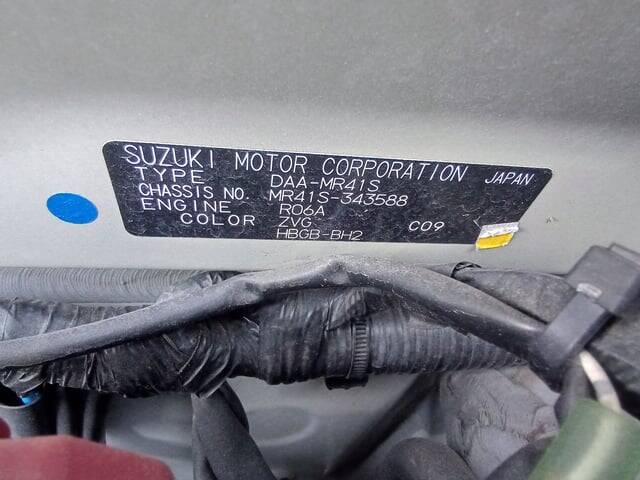 SUZUKI MOTOR CORPORATION JAPAN
TYPE DAA-MR41S
CHASSIS NO. MR41S-343588
ENGINE R06A
COLOR ZVG C09
HBGB-BH2